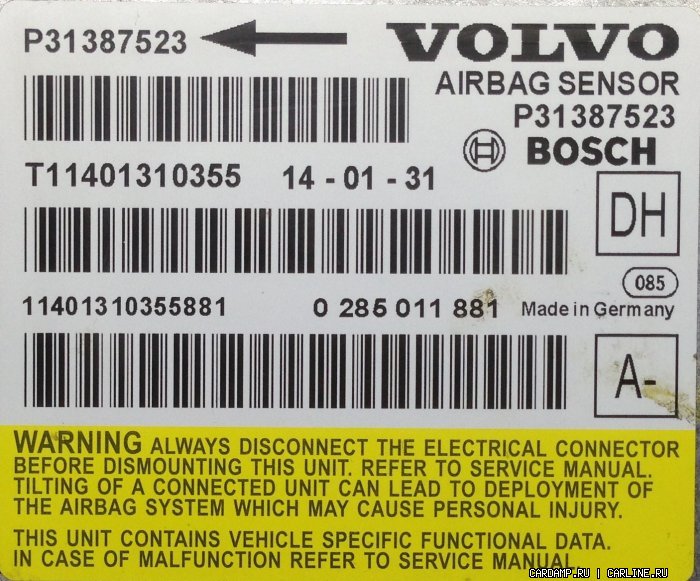 P31387523 VOLVO
AIRBAG SENSOR
P31387523
BOSCH
T11401310355 14 - 01 - 31
DH
085
11401310355881 0 285 011 881 Made in Germany
A-
WARNING ALWAYS DISCONNECT THE ELECTRICAL CONNECTOR
BEFORE DISMOUNTING THIS UNIT. REFER TO SERVICE MANUAL.
TILTING OF A CONNECTED UNIT CAN LEAD TO DEPLOYMENT OF
THE AIRBAG SYSTEM WHICH MAY CAUSE PERSONAL INJURY.
THIS UNIT CONTAINS VEHICLE SPECIFIC FUNCTIONAL DATA.
IN CASE OF MALFUNCTION REFER TO SERVICE MANUAL
CARDAMP.RU | CARLINE.RU